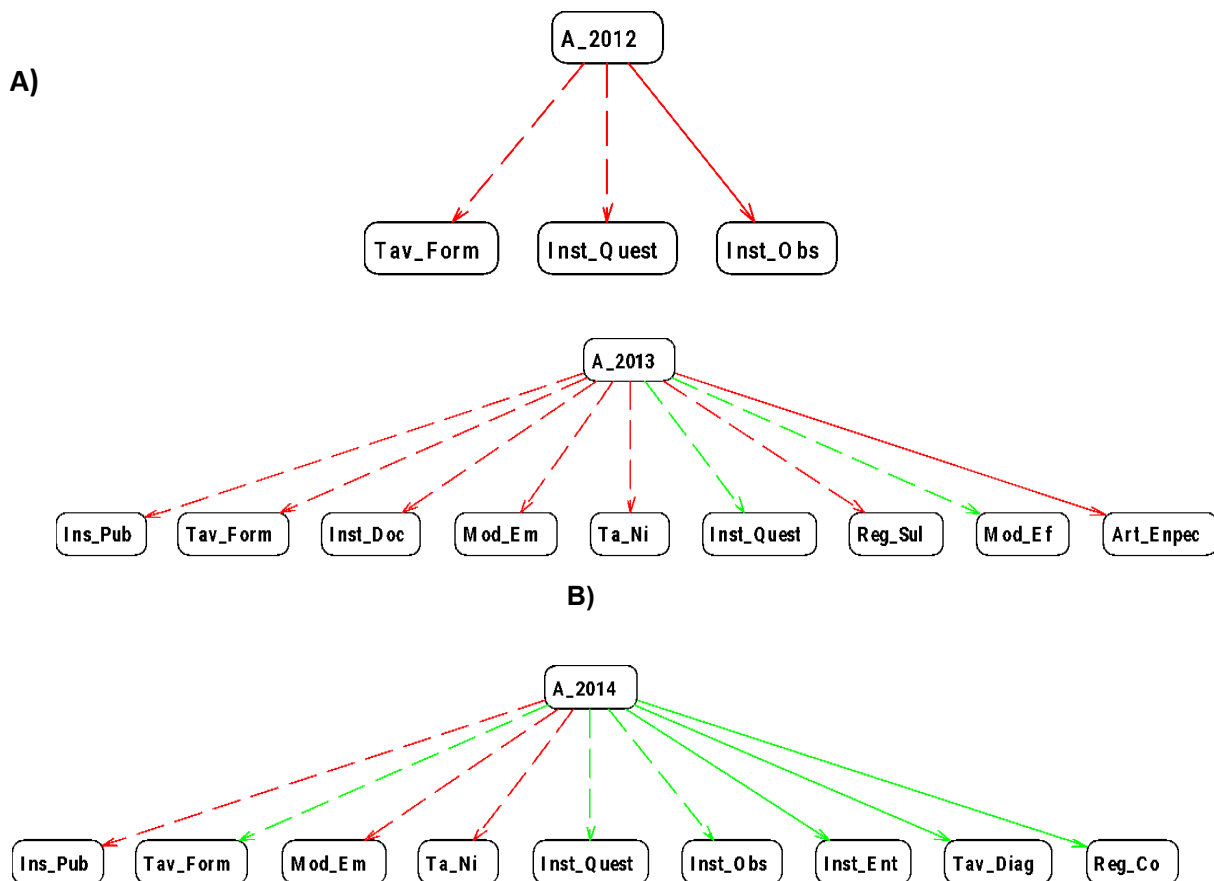 A_2012
A)
Tav_Form Inst_Quest Inst_Obs
A_2013
Ins_Pub Tav_Form Inst_Doc Mod_Em Ta_Ni Inst_Quest Reg_Sul Mod_Ef Art_Enpec
B)
A_2014
Ins_Pub Tav_Form Mod_Em Ta_Ni Inst_Quest Inst_Obs Inst_Ent Tav_Diag Reg_Co